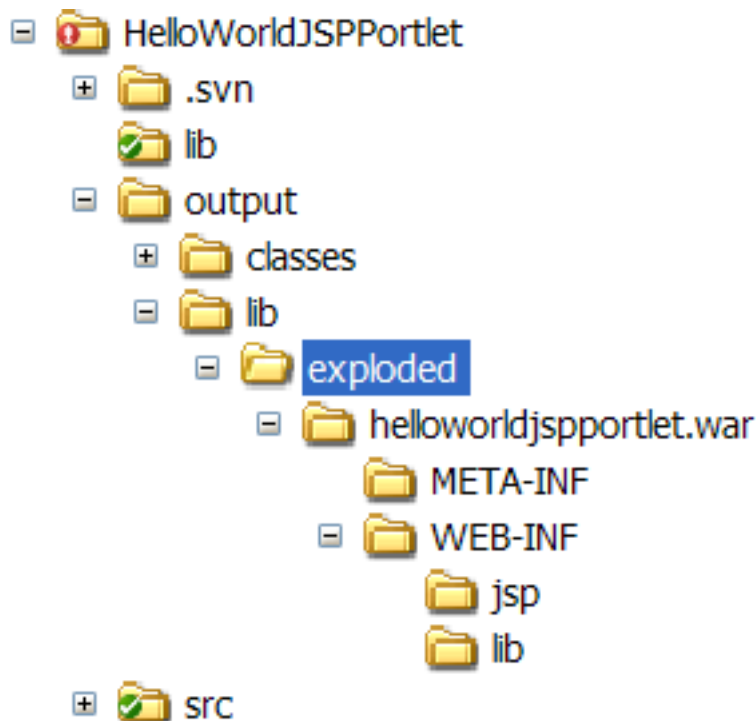 HelloWorldJSPPortlet
.svn
lib
output
classes
lib
exploded
helloworldjspportlet.war
META-INF
WEB-INF
jsp
lib
src